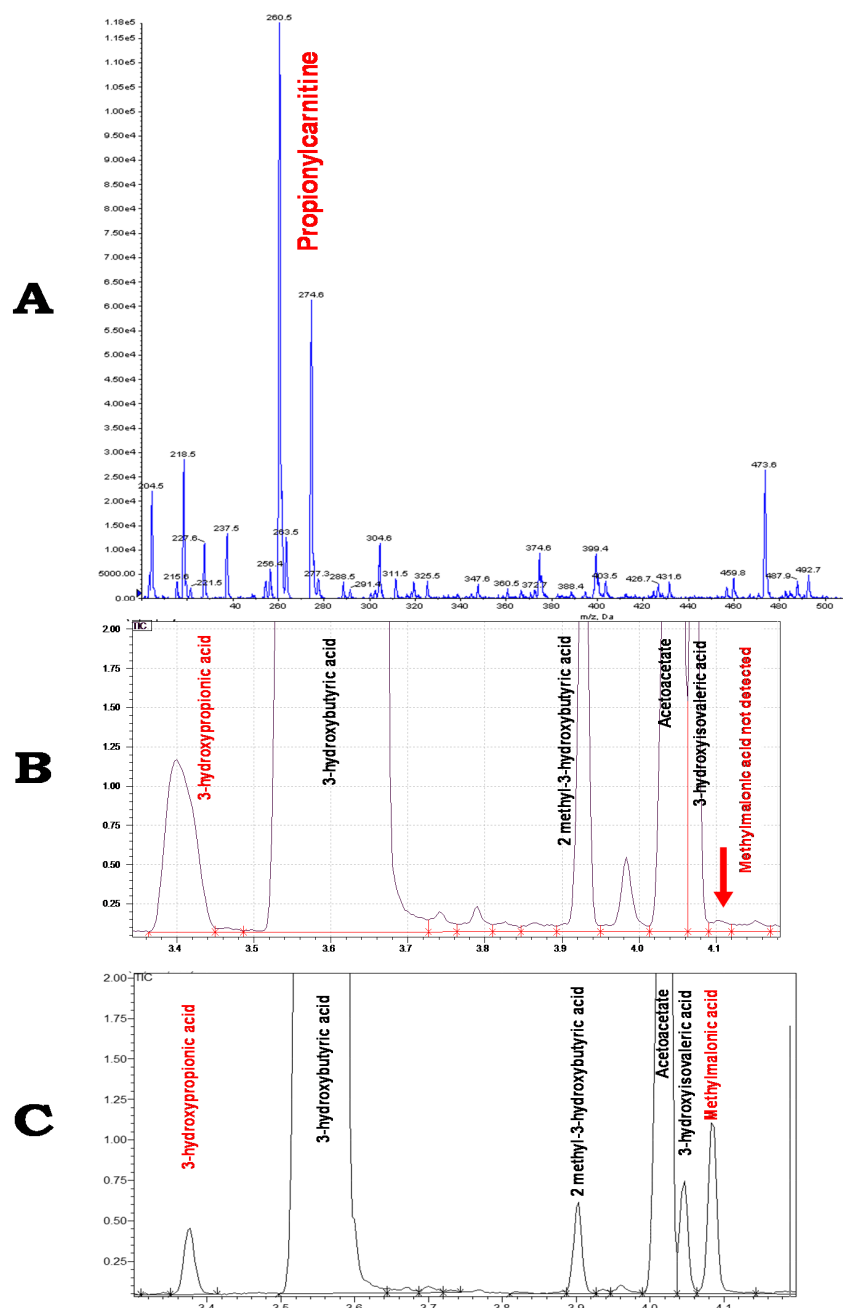 A
1.18e5
1.15e5
1.10e5
1.05e5
1.00e5
9.50e4
9.00e4
8.50e4
8.00e4
7.50e4
7.00e4
6.50e4
6.00e4
5.50e4
5.00e4
4.50e4
4.00e4
3.50e4
3.00e4
2.50e4
2.00e4
1.50e4
1.00e4
5000.00
0.00
260.5
Propionylcarnitine
274.6
218.5
204.5
473.6
227.6
237.5
263.5
304.6
374.6
399.4
215.6
221.5
256.4
277.3
288.5
291.4
311.5
325.5
347.6
360.5
372.7
388.4
403.5
426.7
431.6
459.8
487.9
492.7
40 260 280 300 320 340 360 380 400 420 440 460 480 500
m/z, Da
B
TIC
2.00
1.75
1.50
1.25
1.00
0.75
0.50
0.25
3-hydroxypropionic acid
3-hydroxybutyric acid
2 methyl-3-hydroxybutyric acid
Acetoacetate
3-hydroxyisovaleric acid
Methylmalonic acid not detected
3.4 3.5 3.6 3.7 3.8 3.9 4.0 4.1
C
TIC
2.00
1.75
1.50
1.25
1.00
0.75
0.50
0.25
3-hydroxypropionic acid
3-hydroxybutyric acid
2 methyl-3-hydroxybutyric acid
Acetoacetate
3-hydroxyisovaleric acid
Methylmalonic acid
3.4 3.5 3.6 3.7 3.8 3.9 4.0 4.1